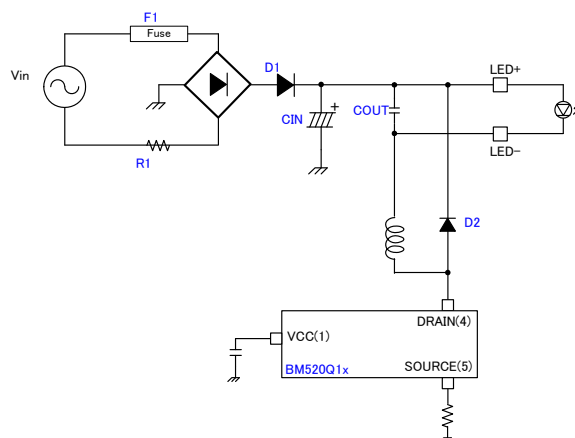 F1
Fuse
Vin
D1
LED+
CIN
+
COUT
R1
LED−
D2
DRAIN(4)
VCC(1)
SOURCE(5)
BM520Q1x